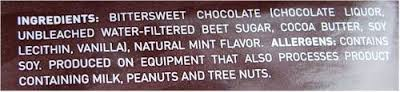 INGREDIENTS: BITTERSWEET CHOCOLATE (CHOCOLATE LIQUOR,
UNBLEACHED WATER-FILTERED BEET SUGAR, COCOA BUTTER, SOY
LECITHIN, VANILLA), NATURAL MINT FLAVOR. ALLERGENS: CONTAINS
SOY. PRODUCED ON EQUIPMENT THAT ALSO PROCESSES PRODUCT
CONTAINING MILK, PEANUTS AND TREE NUTS.